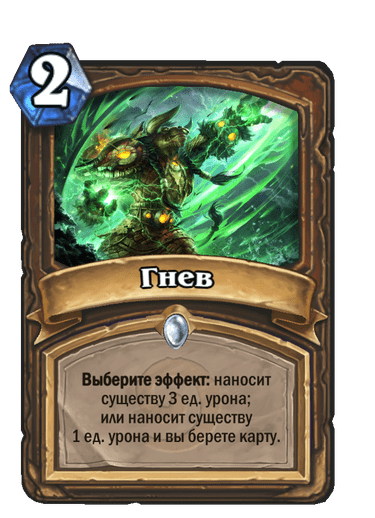 2
Гнев
Выберите эффект: наносит
существу 3 ед. урона;
или наносит существу
1 ед. урона и вы берете карту.